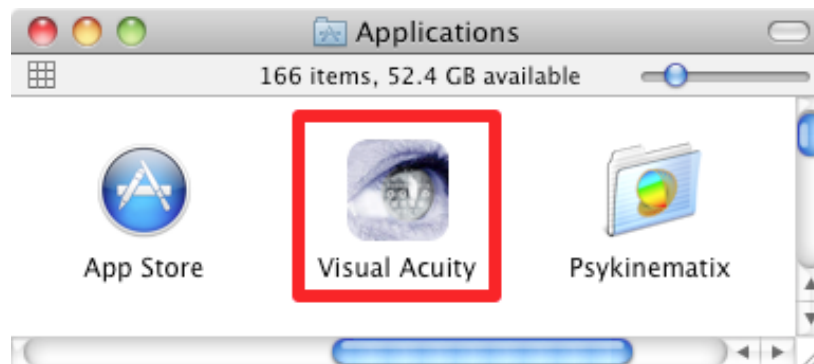 Applications
166 items, 52.4 GB available
App Store
Visual Acuity
Psykinematix